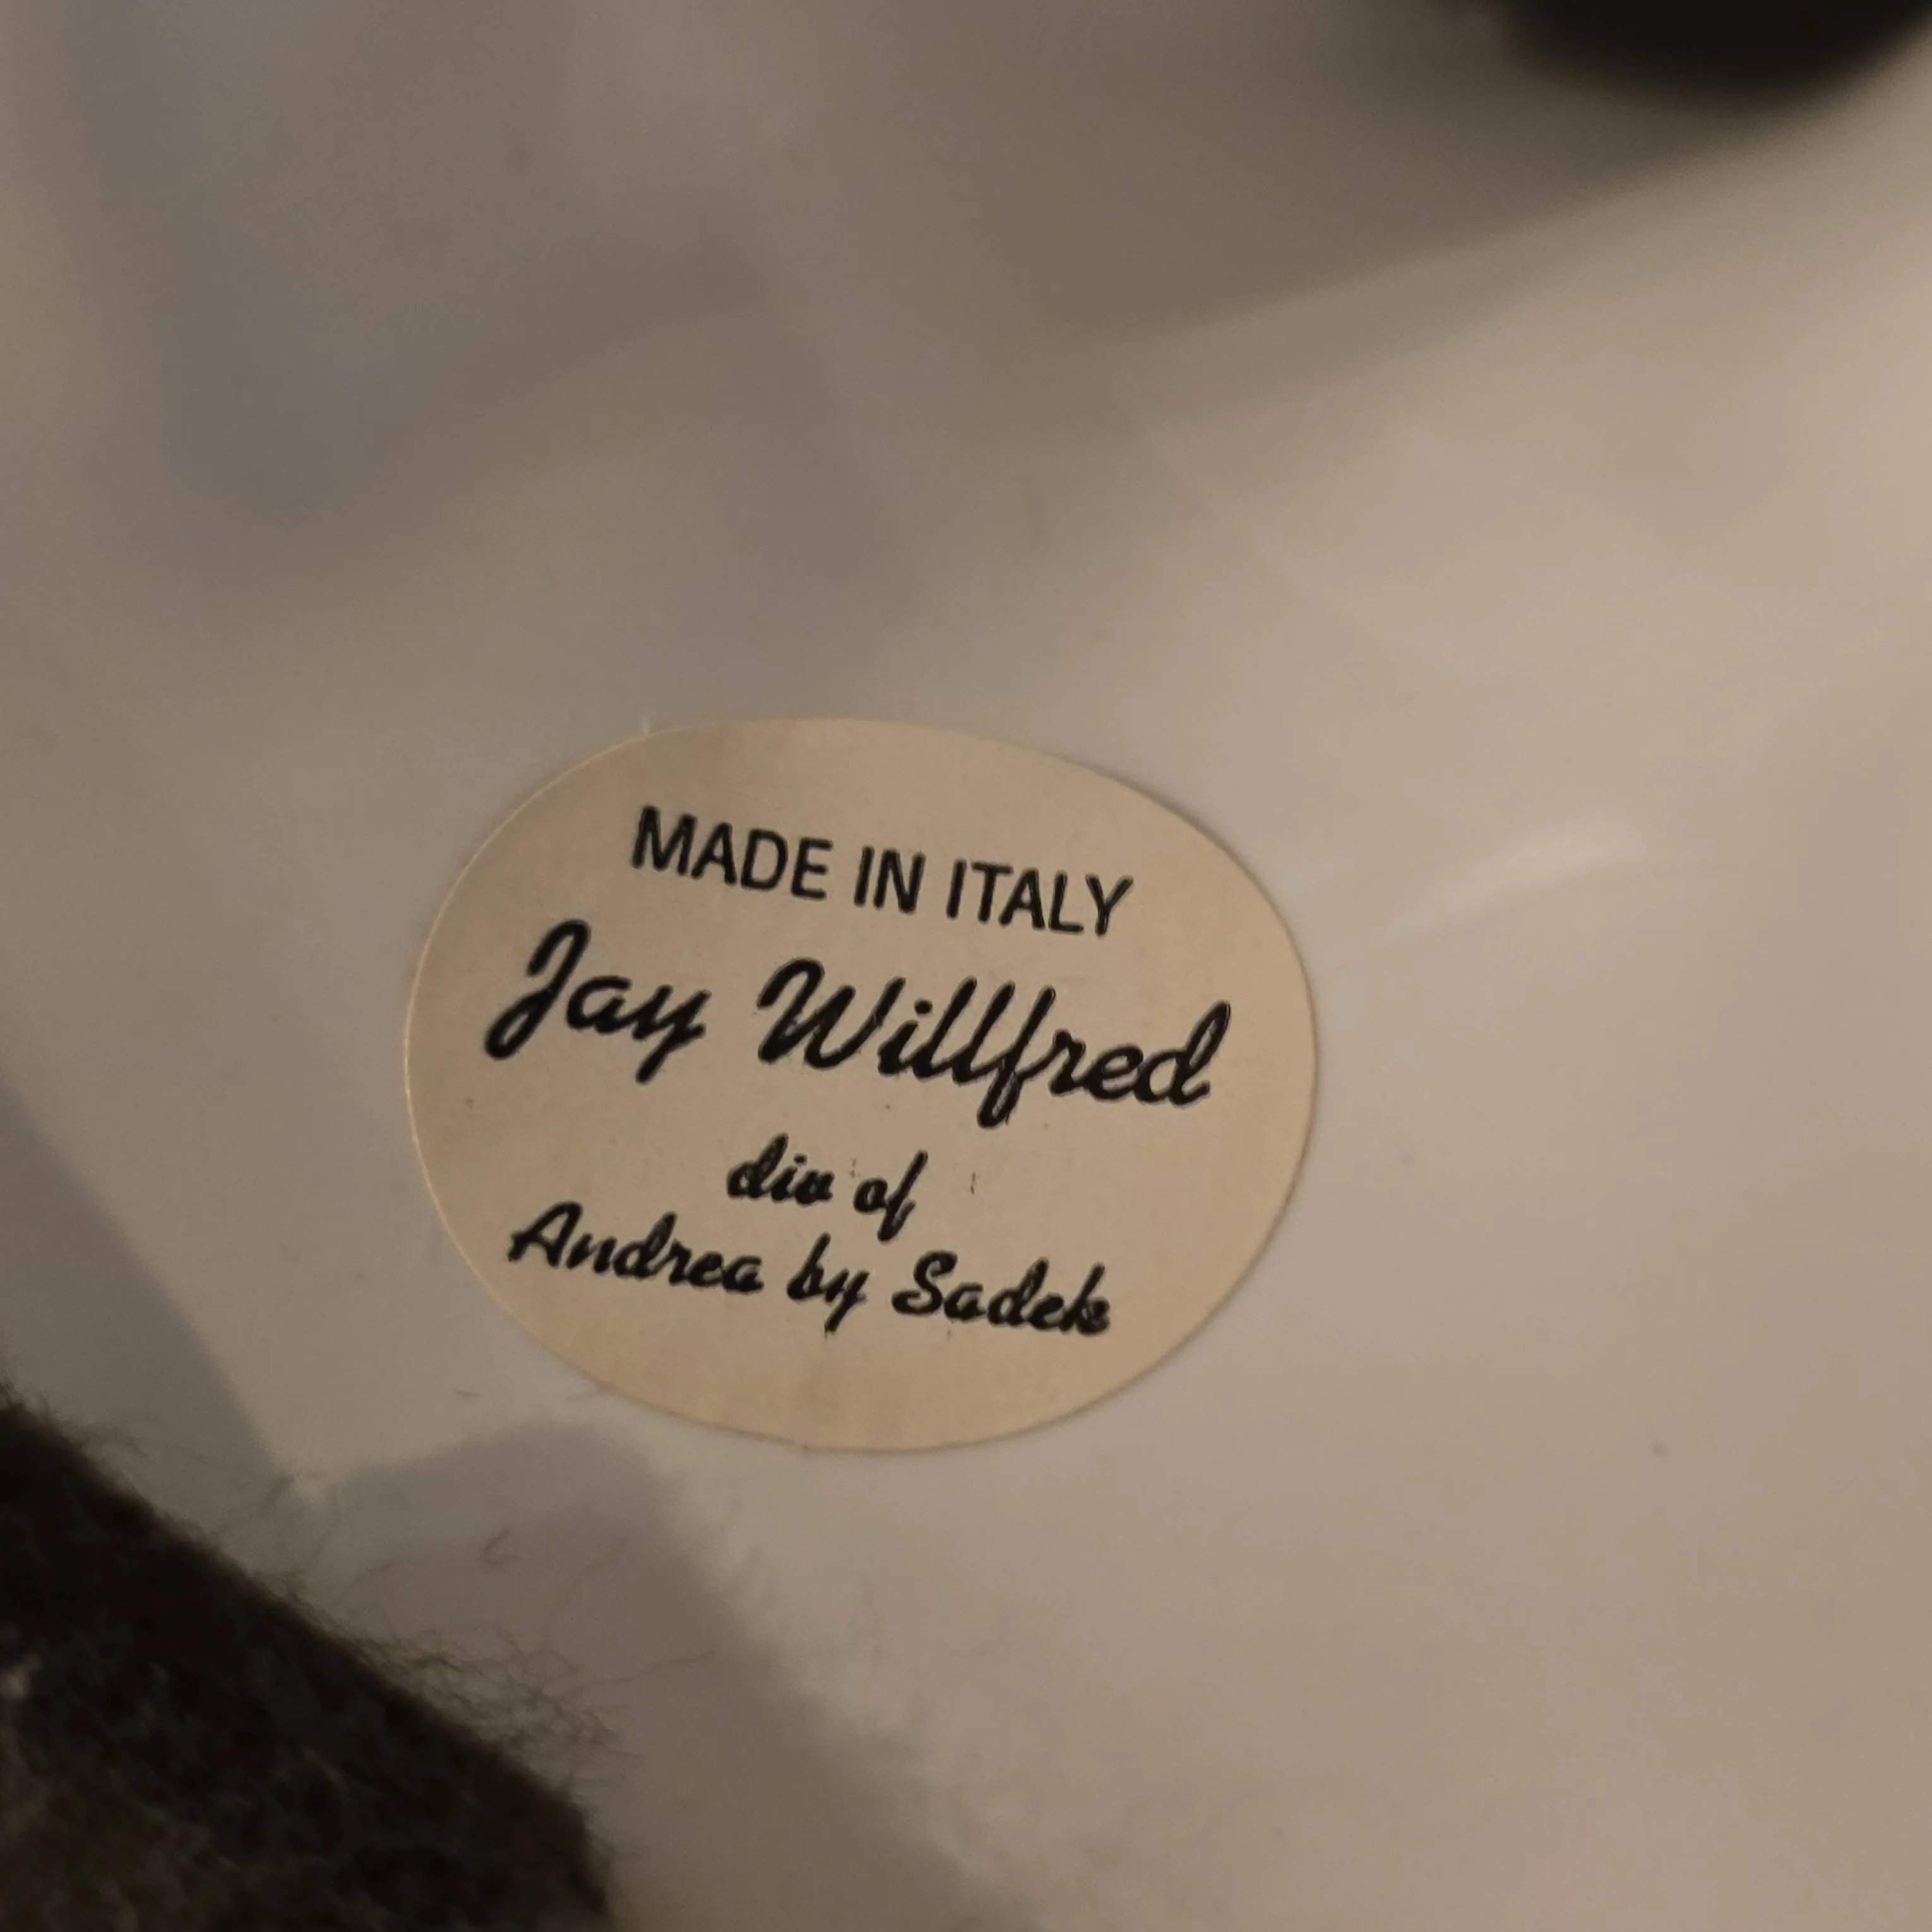 MADE IN ITALY
Jay Willfred
div of
Andrea by Sadek